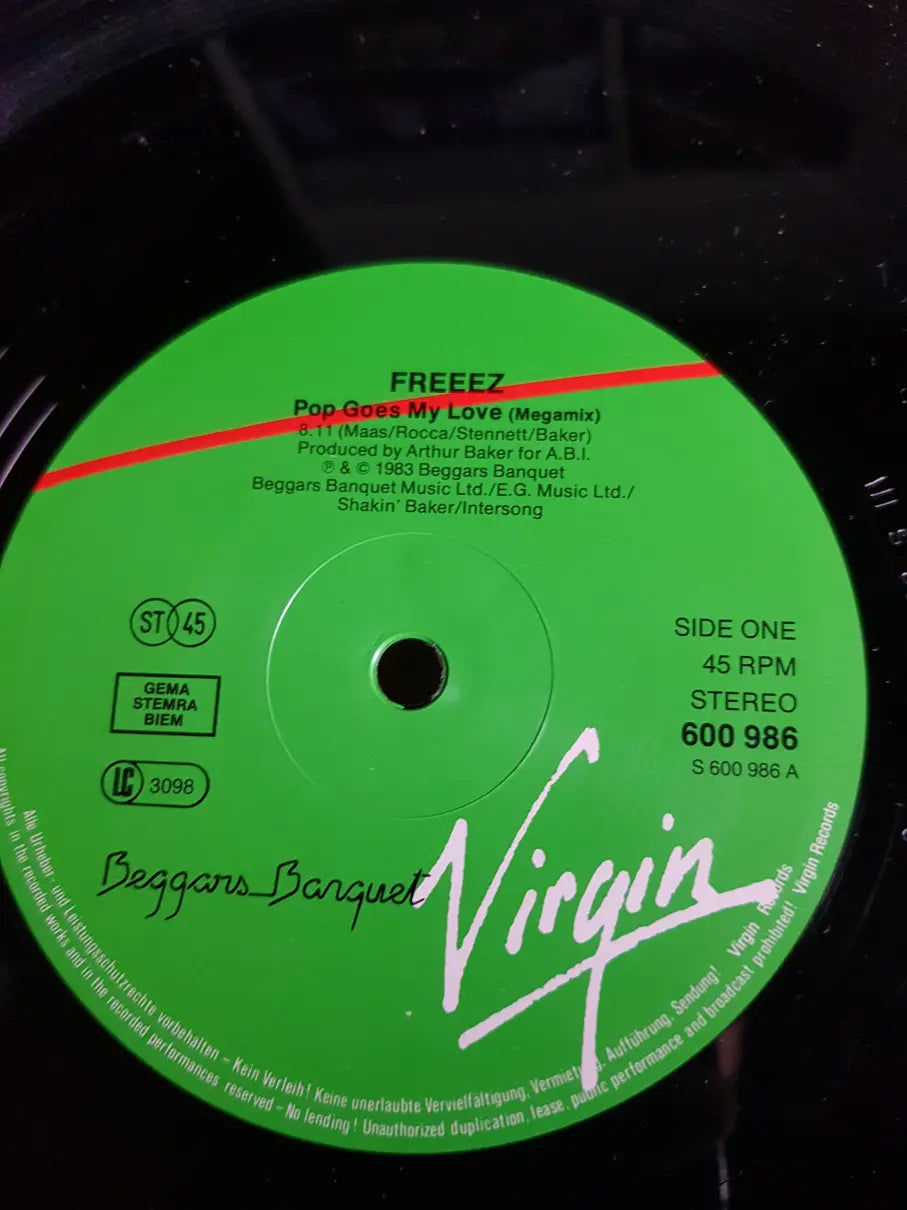 FREEEZ
Pop Goes My Love (Megamix)
8.11 (Maas/Rocca/Stennett/Baker)
Produced by Arthur Baker for A.B.I.
℗ & © 1983 Beggars Banquet
Beggars Banquet Music Ltd./E.G. Music Ltd./
Shakin' Baker/Intersong
ST 45
GEMA
STEMRA
BIEM
LC 3098
SIDE ONE
45 RPM
STEREO
600 986
S 600 986 A
Beggars Banquet
Virgin
Alle Urheber- und Leistungsschutzrechte vorbehalten – Kein Verleih! Keine unerlaubte Vervielfältigung, Vermietung, Aufführung, Sendung! Virgin Records
All copyrights in the recorded works and in the recorded performances reserved – No lending! Unauthorized duplication, lease, public performance and broadcast prohibited! Virgin Records